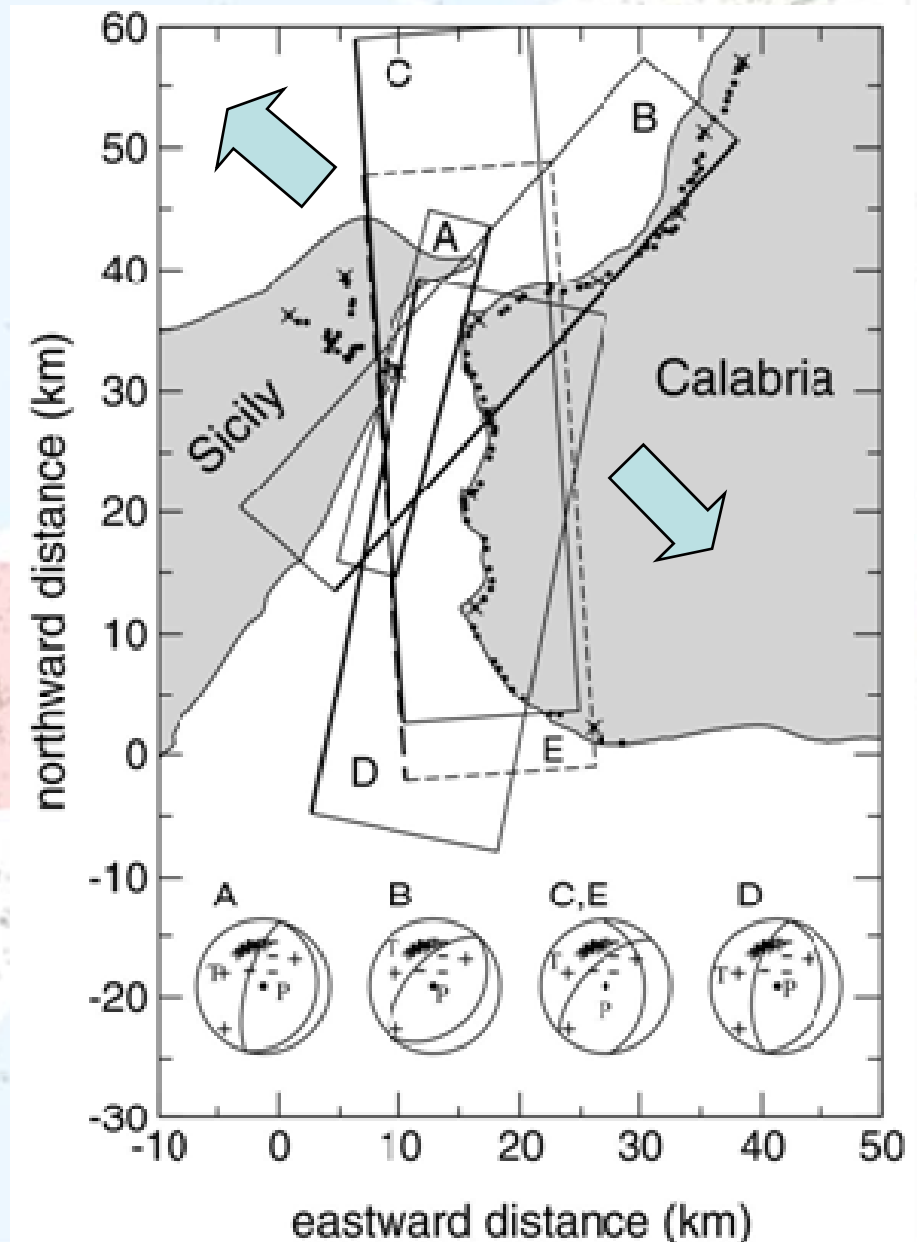 60
50
40
30
20
10
0
-10
-20
-30
northward distance (km)
C
B
A
Sicily
Calabria
D
E
A
B
C,E
D
T+ P
T P
T P
T+ P
-10 0 10 20 30 40 50
eastward distance (km)